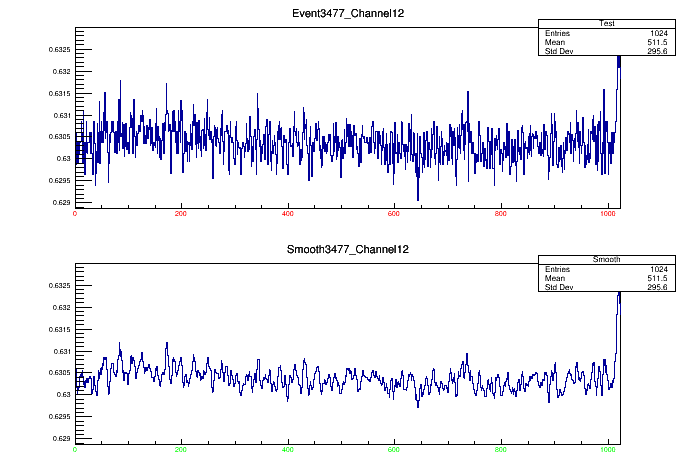 Event3477_Channel12
Test
Entries 1024
Mean 511.5
Std Dev 295.6
0.6325
0.632
0.6315
0.631
0.6305
0.63
0.6295
0.629
0 200 400 600 800 1000
Smooth3477_Channel12
Smooth
Entries 1024
Mean 511.5
Std Dev 295.6
0.6325
0.632
0.6315
0.631
0.6305
0.63
0.6295
0.629
0 200 400 600 800 1000